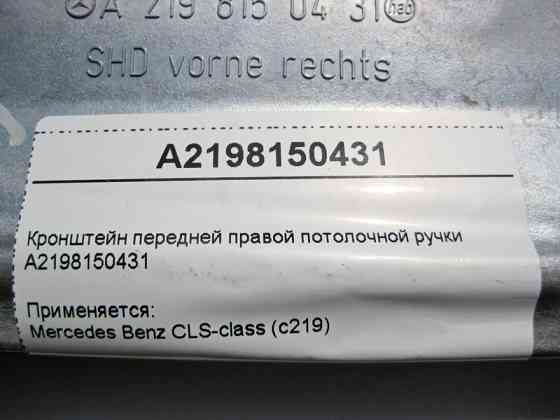 A 219 815 04 31 hab
SHD vorne rechts
A2198150431
Кронштейн передней правой потолочной ручки
A2198150431
Применяется:
Mercedes Benz CLS-class (c219)